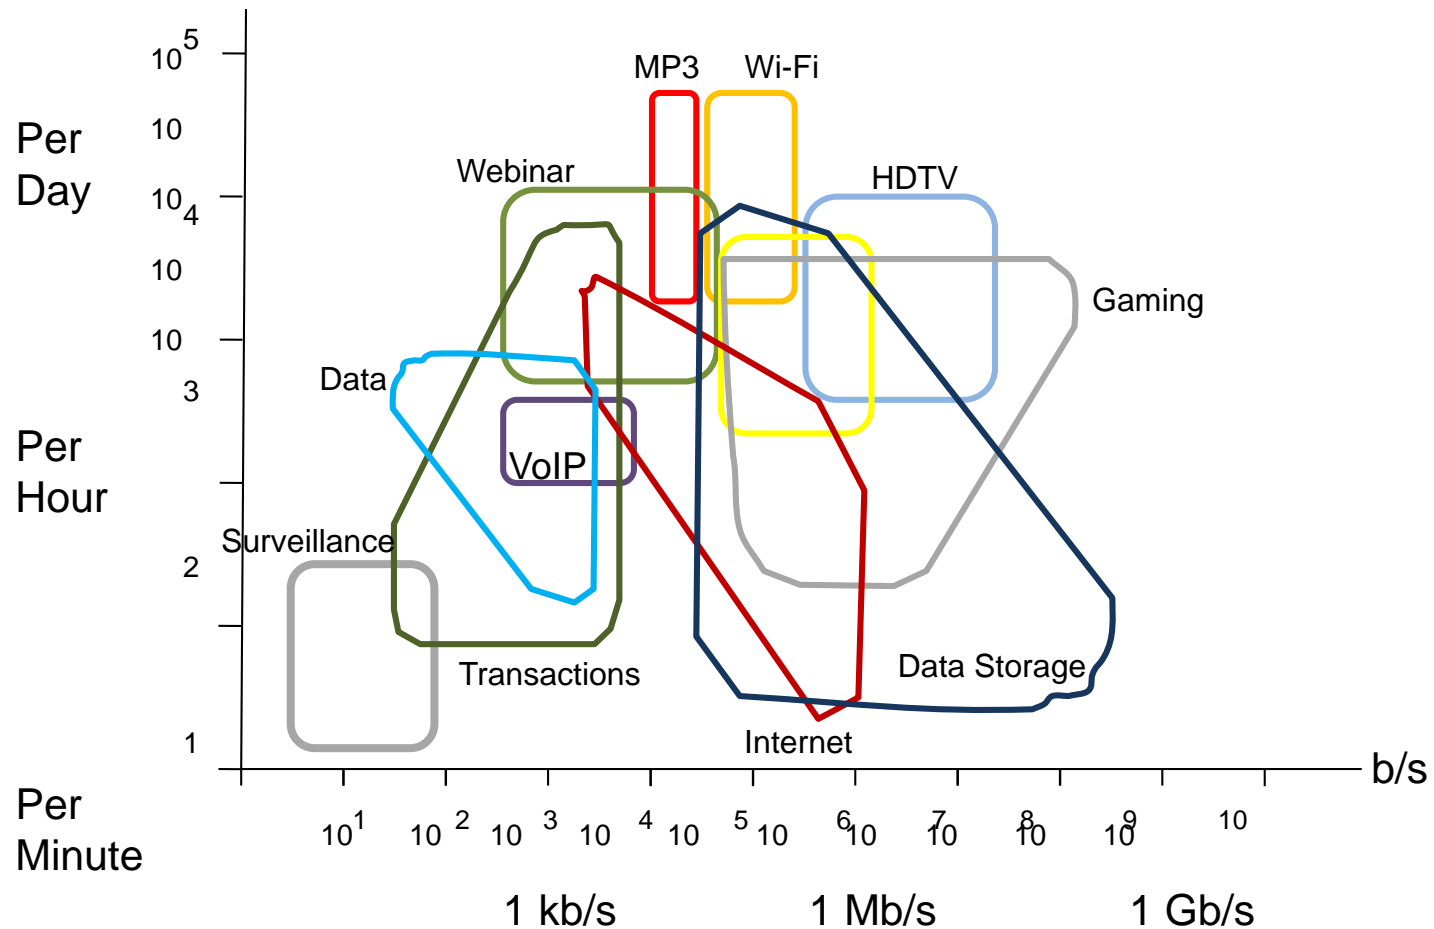 10^5
MP3 Wi-Fi
Per
Day
10
Webinar
HDTV
10
4
10
Gaming
10
Data
3
Per
Hour
VoIP
Surveillance
2
Transactions
Data Storage
1
Internet
b/s
Per
Minute
10^1 10 2 10 3 10 4 10 5 10 6 10 7 10 8 10 9 10 10
1 kb/s 1 Mb/s 1 Gb/s